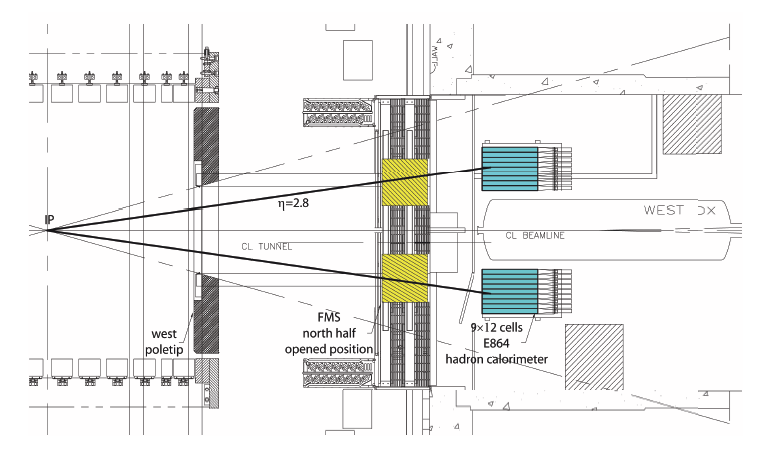 WALL
IP
η=2.8
WEST DX
CL TUNNEL
CL BEAMLINE
west
poletip
FMS
north half
opened position
9×12 cells
E864
hadron calorimeter